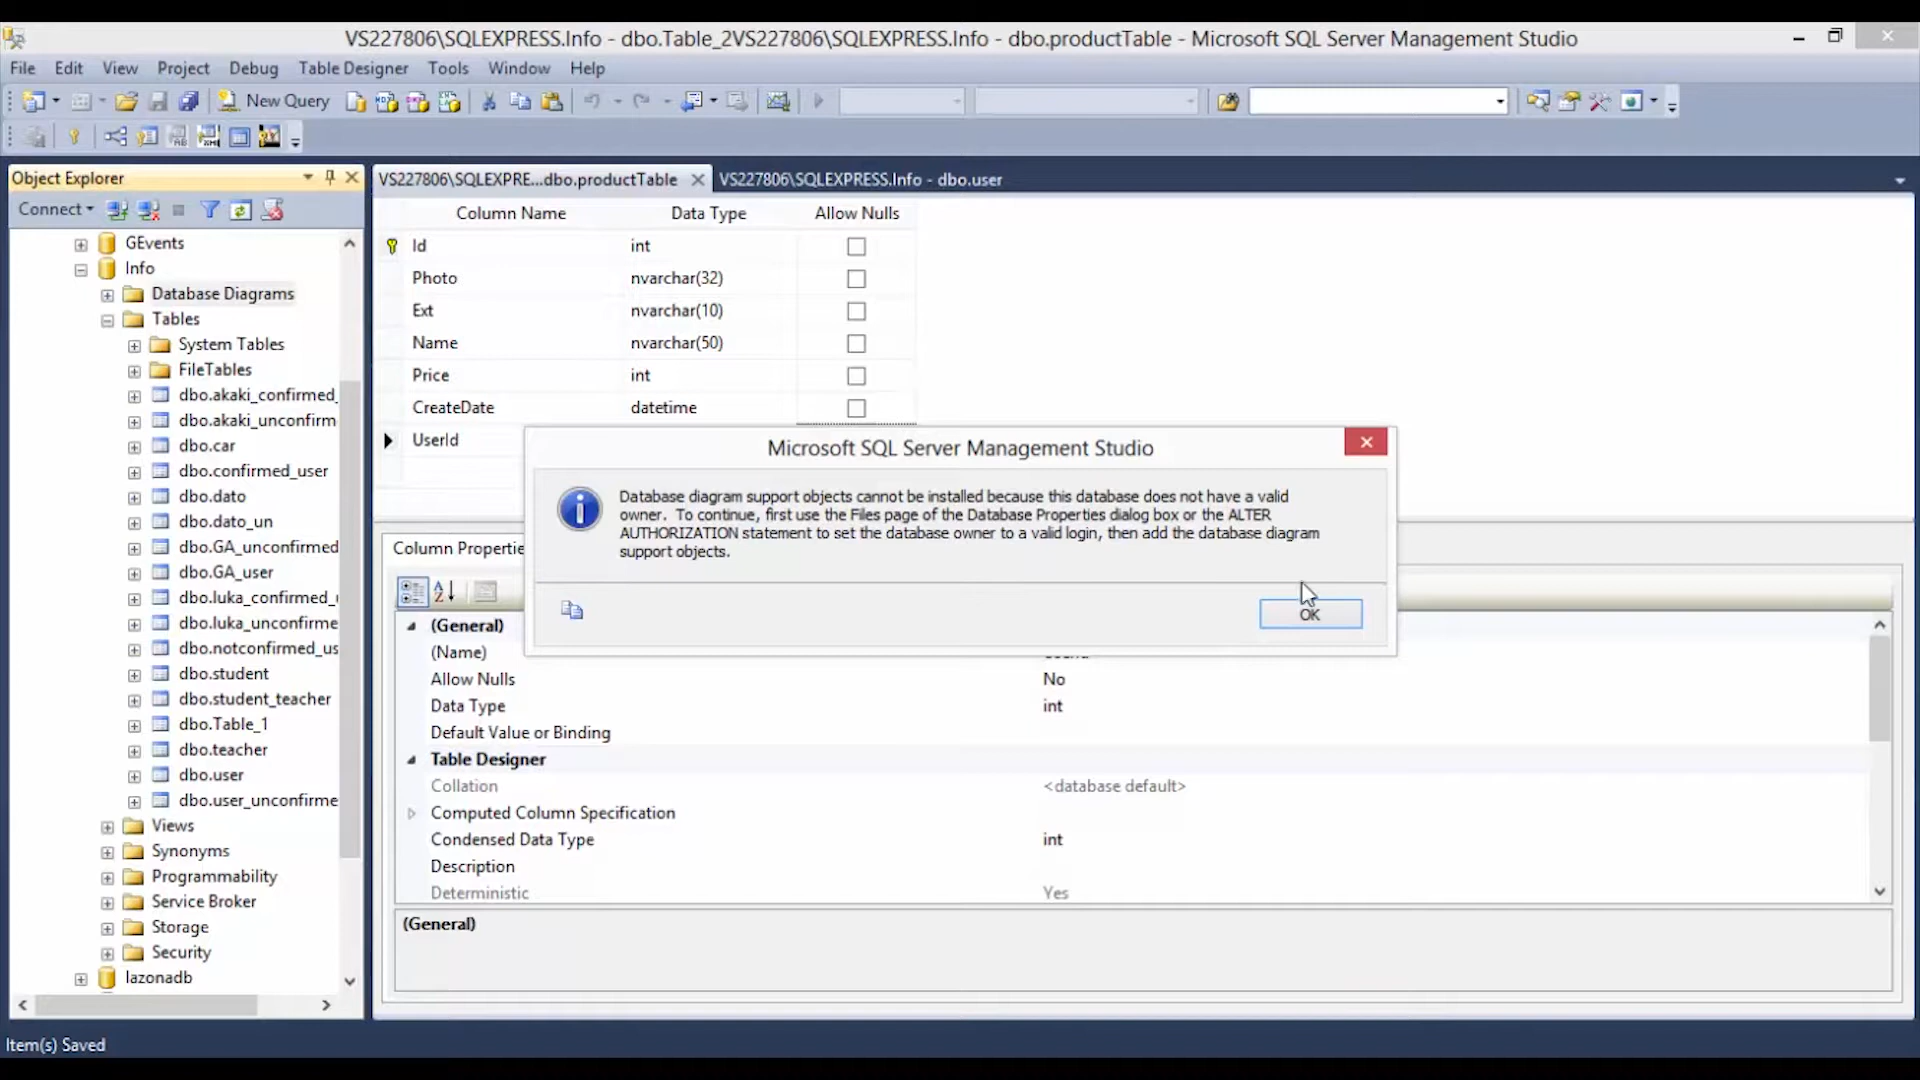 VS227806\SQLEXPRESS.Info - dbo.Table_2VS227806\SQLEXPRESS.Info - dbo.productTable - Microsoft SQL Server Management Studio
File Edit View Project Debug Table Designer Tools Window Help
New Query
Object Explorer
Connect
GEvents
Info
Database Diagrams
Tables
System Tables
FileTables
dbo.akaki_confirmed_
dbo.akaki_unconfirm
dbo.car
dbo.confirmed_user
dbo.dato
dbo.dato_un
dbo.GA_unconfirmed
dbo.GA_user
dbo.luka_confirmed_
dbo.luka_unconfirme
dbo.notconfirmed_us
dbo.student
dbo.student_teacher
dbo.Table_1
dbo.teacher
dbo.user
dbo.user_unconfirme
Views
Synonyms
Programmability
Service Broker
Storage
Security
lazonadb
VS227806\SQLEXPRE...dbo.productTable VS227806\SQLEXPRESS.Info - dbo.user
Column Name Data Type Allow Nulls
Id int
Photo nvarchar(32)
Ext nvarchar(10)
Name nvarchar(50)
Price int
CreateDate datetime
UserId
Microsoft SQL Server Management Studio
Database diagram support objects cannot be installed because this database does not have a valid
owner. To continue, first use the Files page of the Database Properties dialog box or the ALTER
AUTHORIZATION statement to set the database owner to a valid login, then add the database diagram
support objects.
OK
Column Propertie
(General)
(Name)
Allow Nulls No
Data Type int
Default Value or Binding
Table Designer
Collation <database default>
Computed Column Specification
Condensed Data Type int
Description
Deterministic Yes
(General)
Item(s) Saved